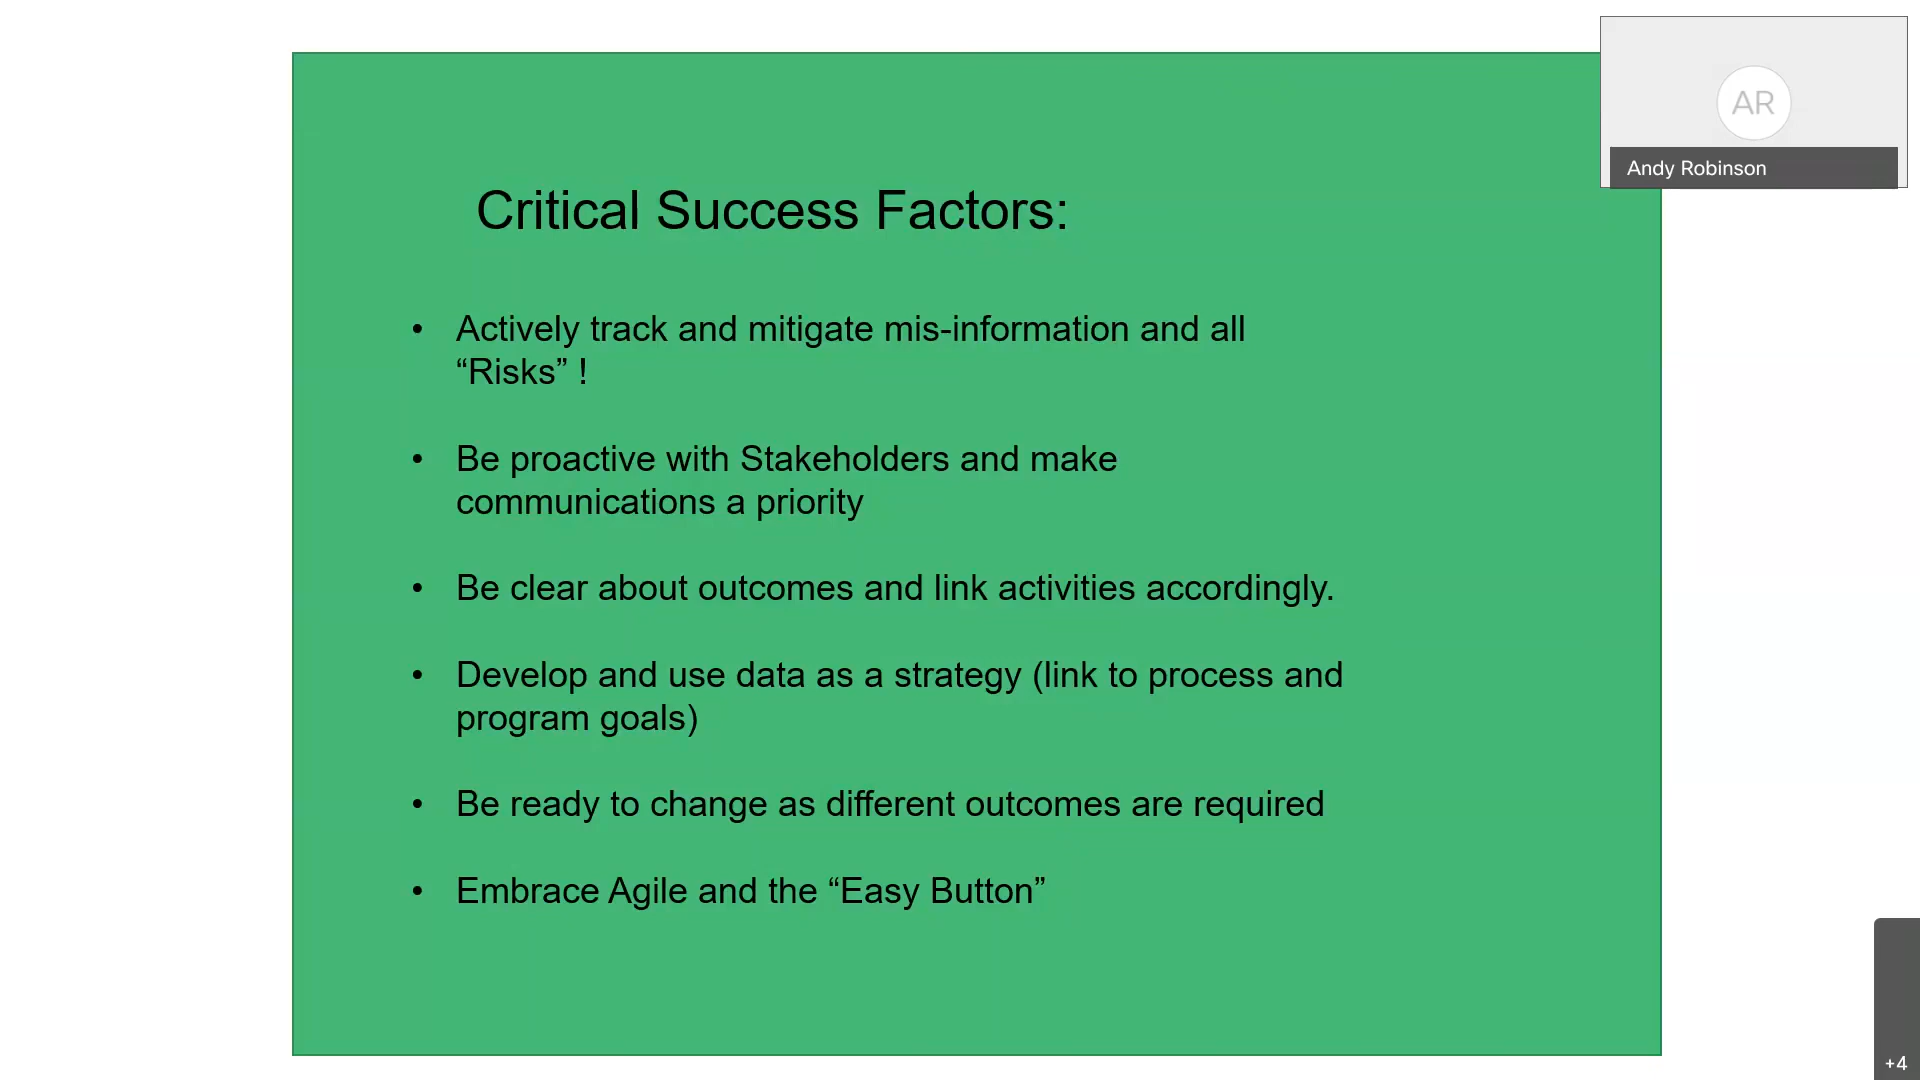 AR
Andy Robinson
Critical Success Factors:
• Actively track and mitigate mis-information and all
“Risks” !
• Be proactive with Stakeholders and make
communications a priority
• Be clear about outcomes and link activities accordingly.
• Develop and use data as a strategy (link to process and
program goals)
• Be ready to change as different outcomes are required
• Embrace Agile and the “Easy Button”
+4